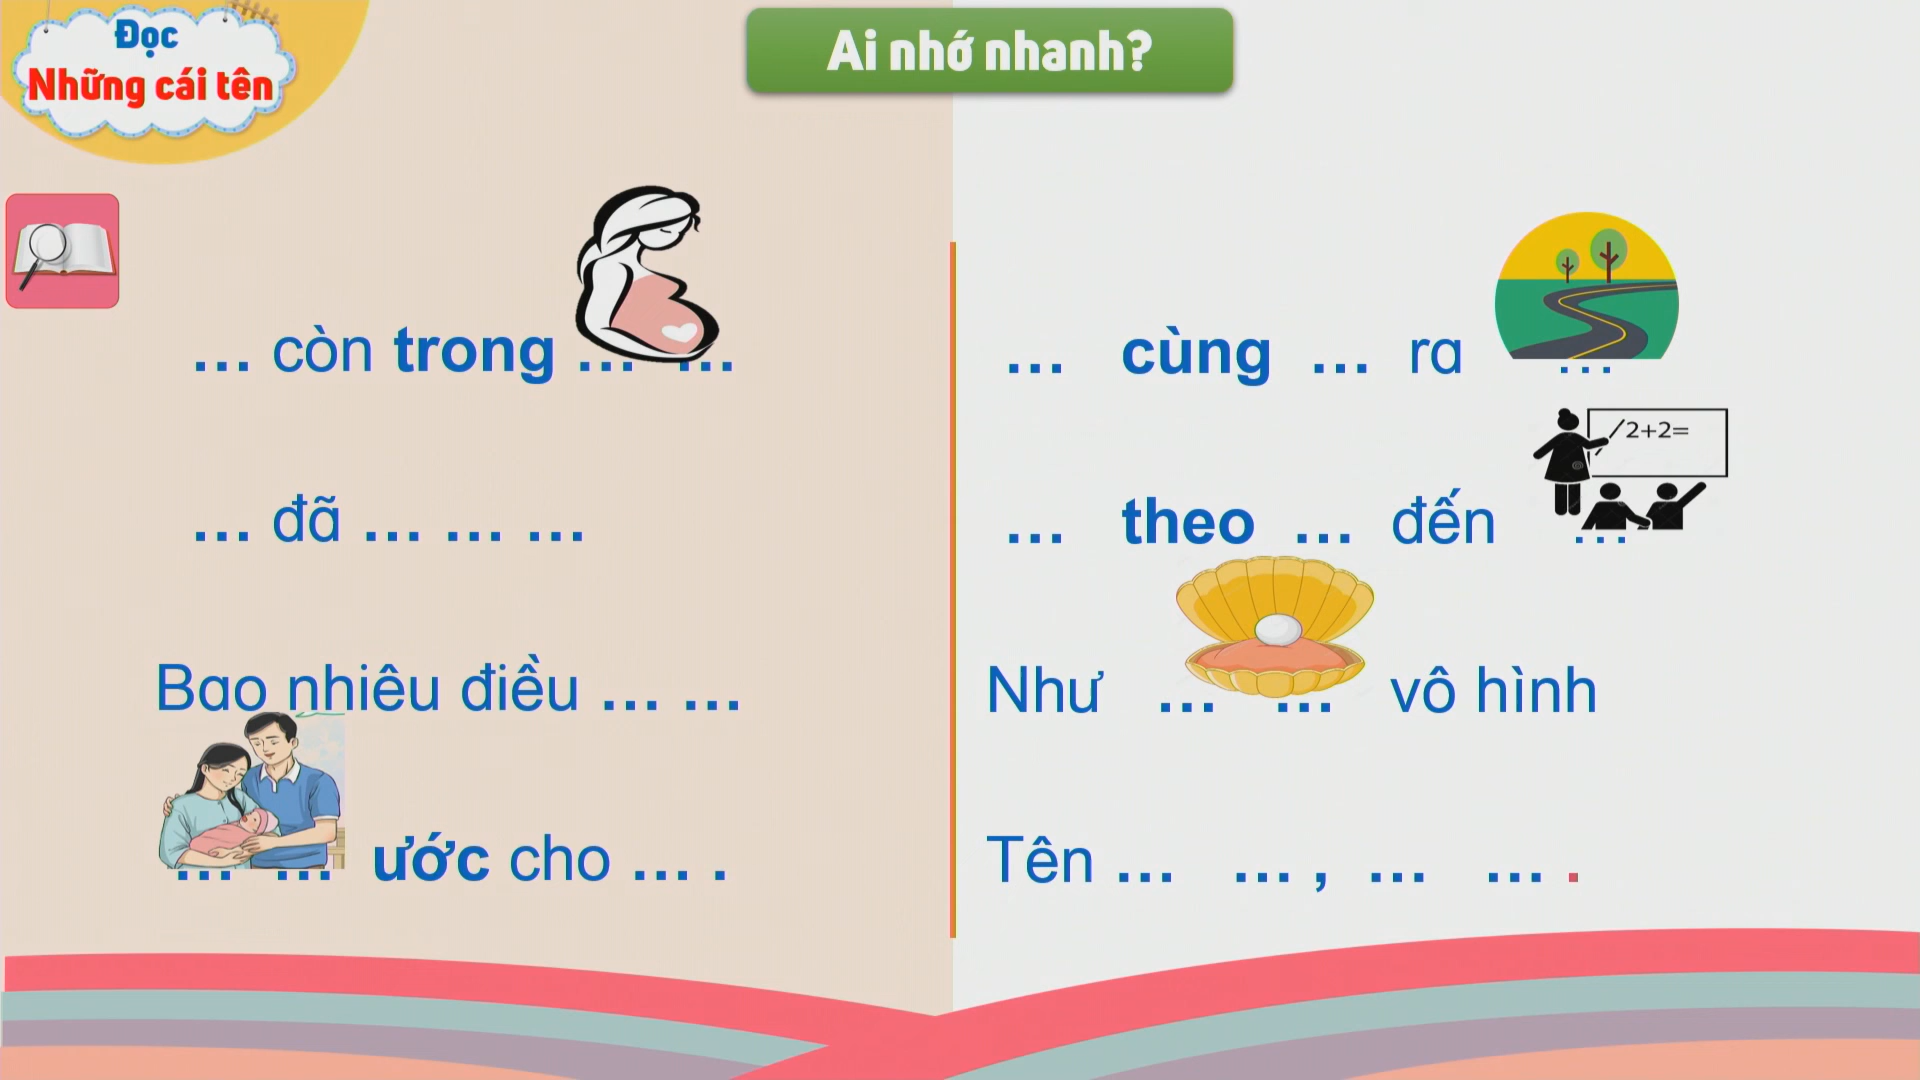 Đọc
Những cái tên
Ai nhớ nhanh?
... còn trong ... ...
... đã ... ... ...
Bao nhiêu điều ... ...
... ... ước cho ... .
... cùng ... ra ...
2+2=
... theo ... đến ...
Như ... ... vô hình
Tên ... ... , ... ... .